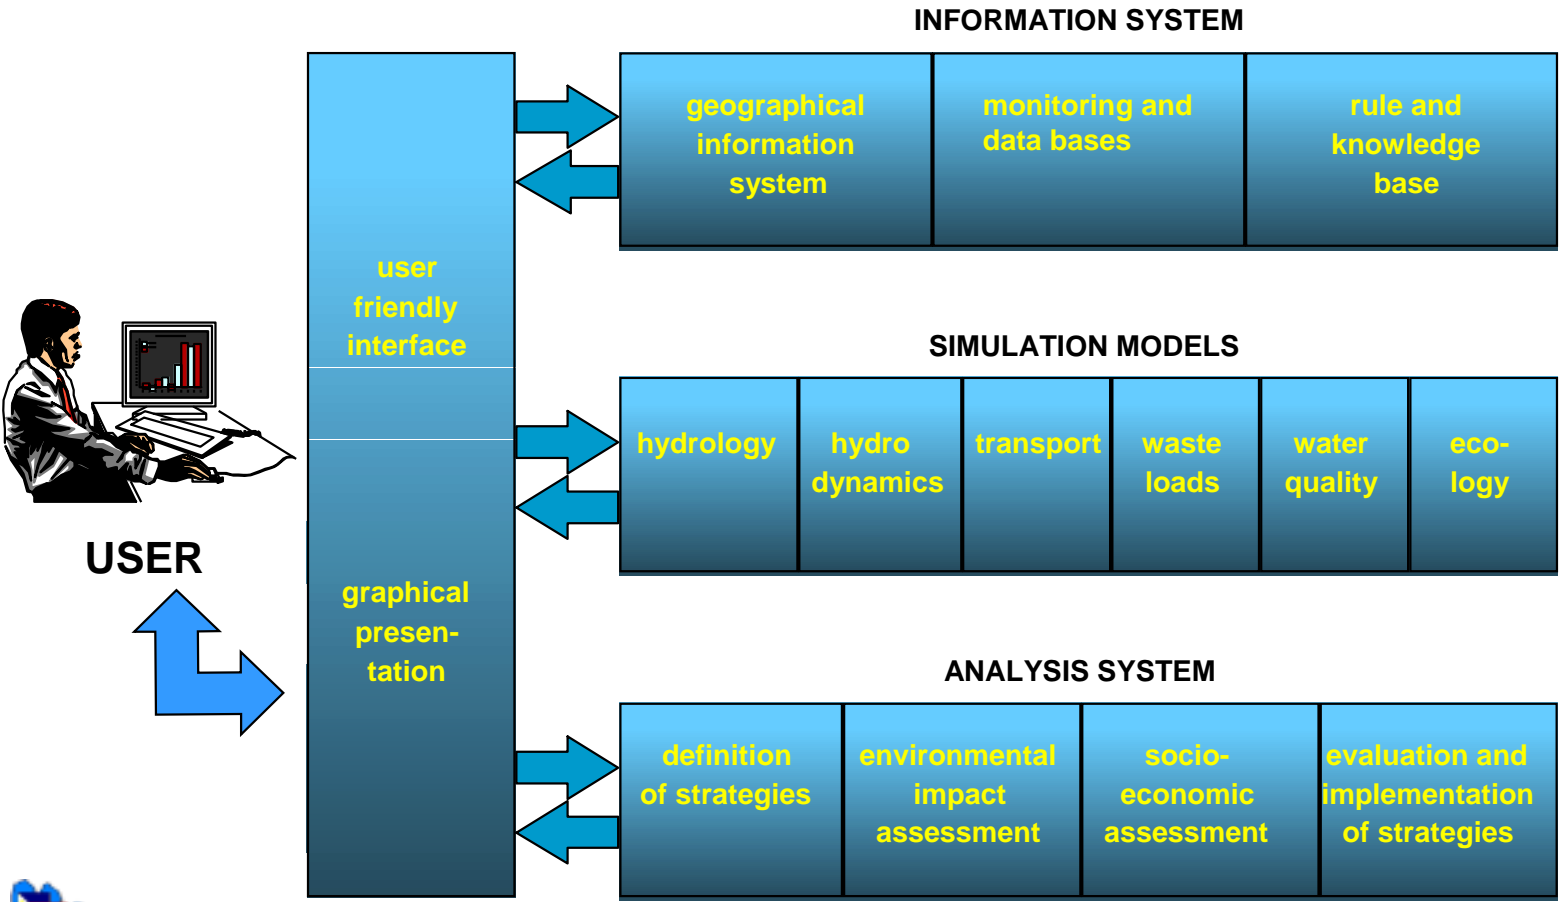 INFORMATION SYSTEM
geographical
information
system
monitoring and
data bases
rule and
knowledge
base
user
friendly
interface
graphical
presen-
tation
USER
SIMULATION MODELS
hydrology
hydro
dynamics
transport
waste
loads
water
quality
eco-
logy
ANALYSIS SYSTEM
definition
of strategies
environmental
impact
assessment
socio-
economic
assessment
evaluation and
implementation
of strategies